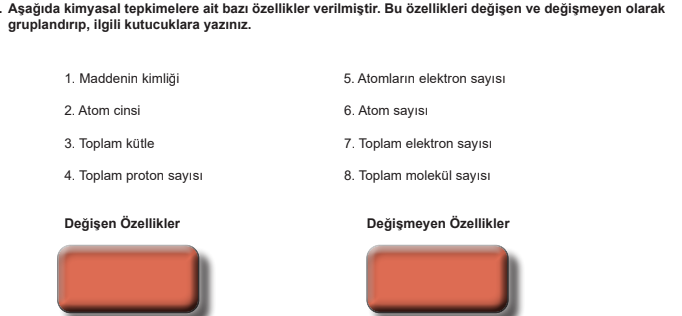 . Aşağıda kimyasal tepkimelere ait bazı özellikler verilmiştir. Bu özellikleri değişen ve değişmeyen olarak
gruplandırıp, ilgili kutucuklara yazınız.
1. Maddenin kimliği
2. Atom cinsi
3. Toplam kütle
4. Toplam proton sayısı
5. Atomların elektron sayısı
6. Atom sayısı
7. Toplam elektron sayısı
8. Toplam molekül sayısı
Değişen Özellikler
Değişmeyen Özellikler